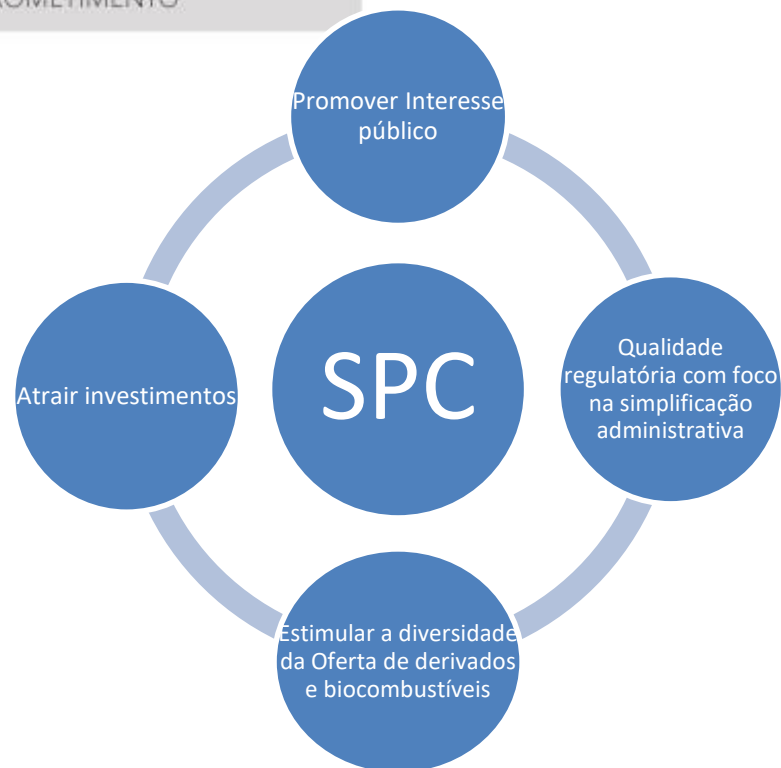 Promover Interesse
público
Atrair investimentos
SPC
Qualidade
regulatória com foco
na simplificação
administrativa
Estimular a diversidade
da Oferta de derivados
e biocombustíveis